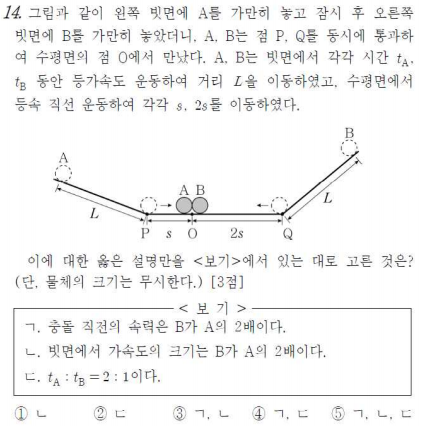 14. 그림과 같이 왼쪽 빗면에 A를 가만히 놓고 잠시 후 오른쪽
빗면에 B를 가만히 놓았더니, A, B는 점 P, Q를 동시에 통과하
여 수평면의 점 O에서 만났다. A, B는 빗면에서 각각 시간 tA,
tB 동안 등가속도 운동하여 거리 L을 이동하였고, 수평면에서
등속 직선 운동하여 각각 s, 2s를 이동하였다.
A
B
A B
L
L
P s O 2s Q
이에 대한 옳은 설명만을 <보기>에서 있는 대로 고른 것은?
(단, 물체의 크기는 무시한다.) [3점]
< 보 기 >
ㄱ. 충돌 직전의 속력은 B가 A의 2배이다.
ㄴ. 빗면에서 가속도의 크기는 B가 A의 2배이다.
ㄷ. tA : tB = 2 : 1이다.
① ㄴ ② ㄷ ③ ㄱ, ㄴ ④ ㄱ, ㄷ ⑤ ㄱ, ㄴ, ㄷ